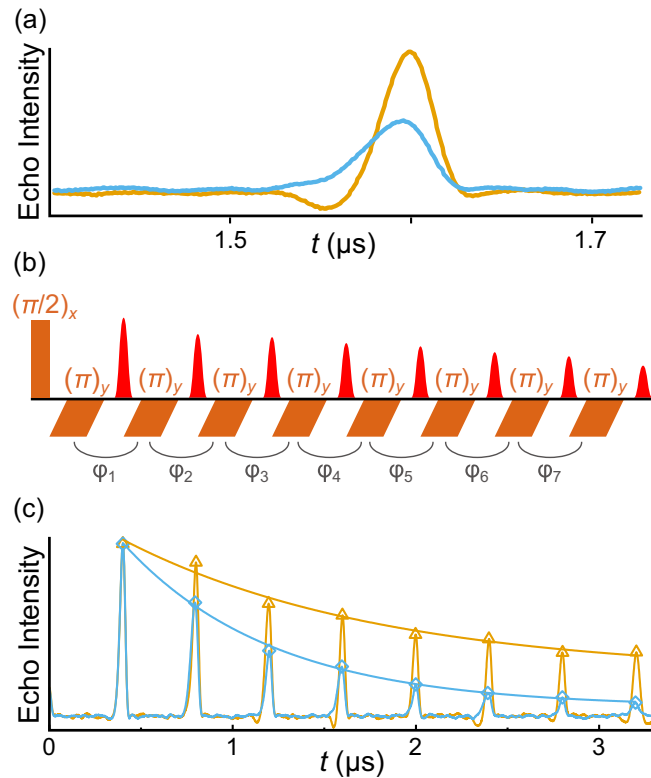 (a)
Echo Intensity
1.5
1.7
t (μs)
(b)
(π/2)x
(π)y (π)y (π)y (π)y (π)y (π)y (π)y (π)y
φ1 φ2 φ3 φ4 φ5 φ6 φ7
(c)
Echo Intensity
0 1 2 3
t (μs)